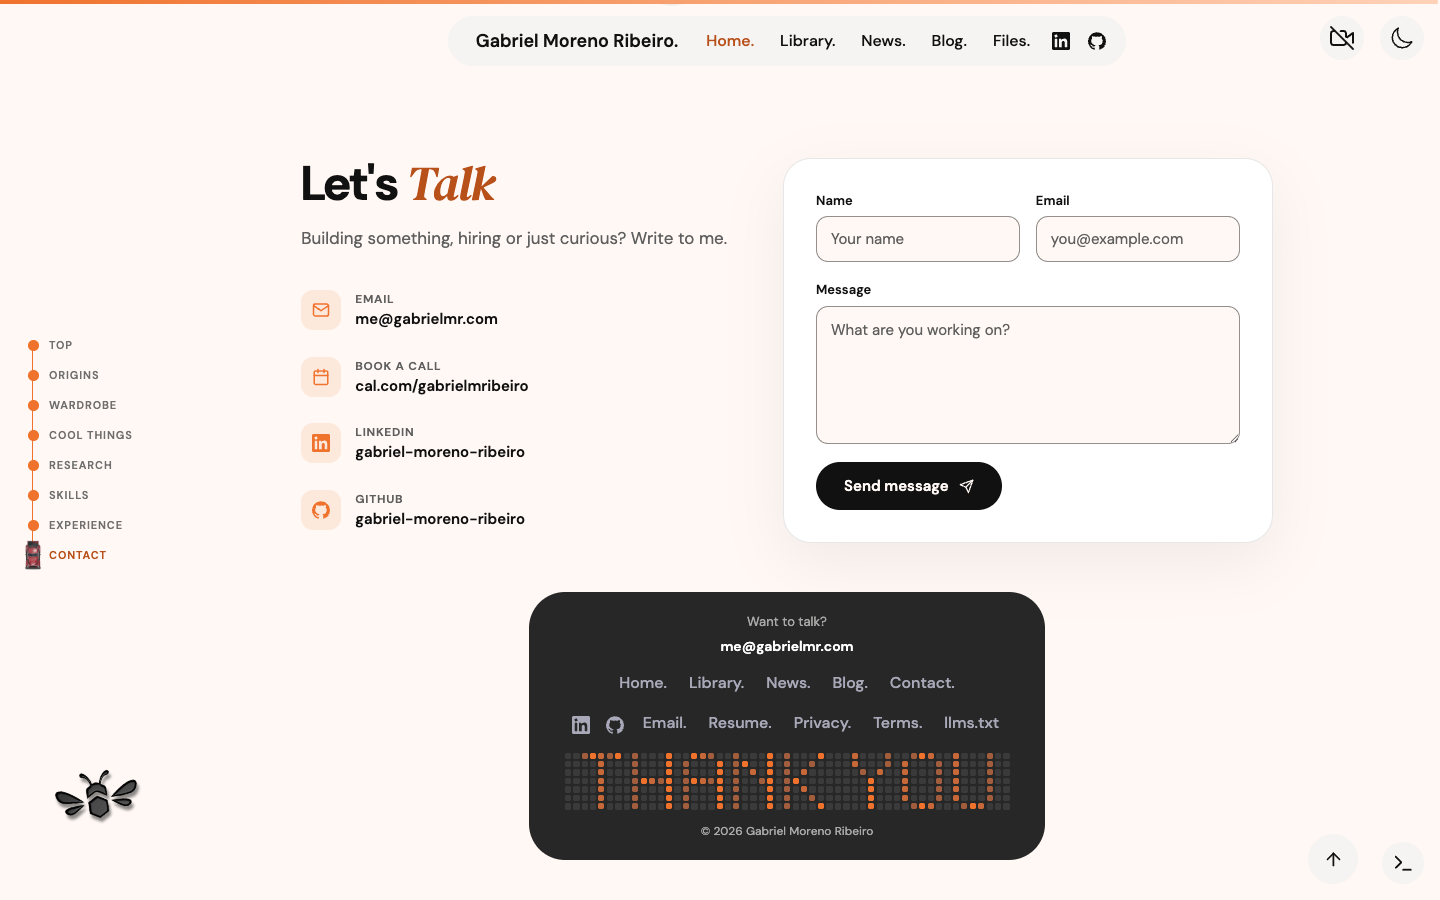 Gabriel Moreno Ribeiro. Home. Library. News. Blog. Files.
Let's Talk
Building something, hiring or just curious? Write to me.
EMAIL
me@gabrielmr.com
BOOK A CALL
cal.com/gabrielmribeiro
LINKEDIN
gabriel-moreno-ribeiro
GITHUB
gabriel-moreno-ribeiro
Name
Your name
Email
you@example.com
Message
What are you working on?
Send message
TOP
ORIGINS
WARDROBE
COOL THINGS
RESEARCH
SKILLS
EXPERIENCE
CONTACT
Want to talk?
me@gabrielmr.com
Home. Library. News. Blog. Contact.
Email. Resume. Privacy. Terms. llms.txt
THANK YOU
© 2026 Gabriel Moreno Ribeiro